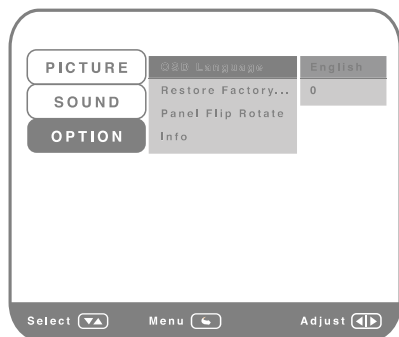 PICTURE
SOUND
OPTION
OSD Language English
Restore Factory... 0
Panel Flip Rotate
Info
Select Menu Adjust